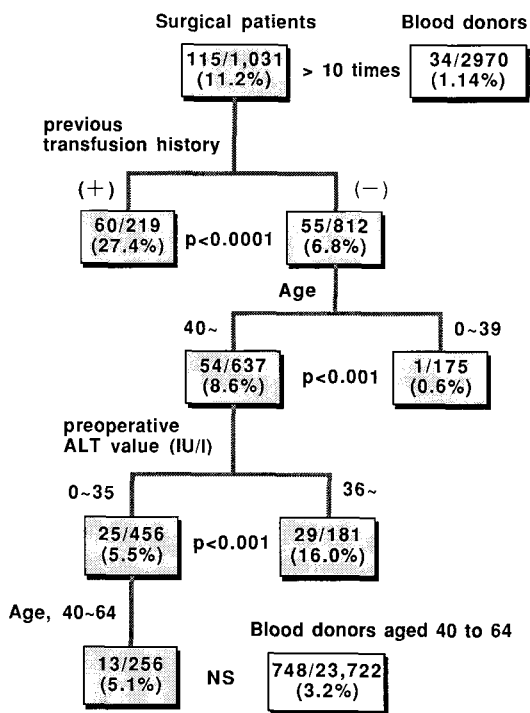 Surgical patients Blood donors
115/1,031
(11.2%)
> 10 times
34/2970
(1.14%)
previous
transfusion history
(+) (−)
60/219
(27.4%)
p<0.0001
55/812
(6.8%)
Age
40~ 0~39
54/637
(8.6%)
p<0.001
1/175
(0.6%)
preoperative
ALT value (IU/l)
0~35 36~
25/456
(5.5%)
p<0.001
29/181
(16.0%)
Age, 40~64
Blood donors aged 40 to 64
13/256
(5.1%)
NS
748/23,722
(3.2%)